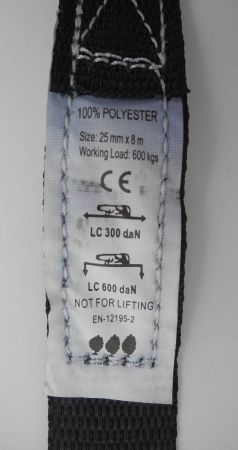 100% POLYESTER
Size: 25 mm x 8 m
Working Load: 600 kgs
CE
LC 300 daN
LC 600 daN
NOT FOR LIFTING
EN-12195-2